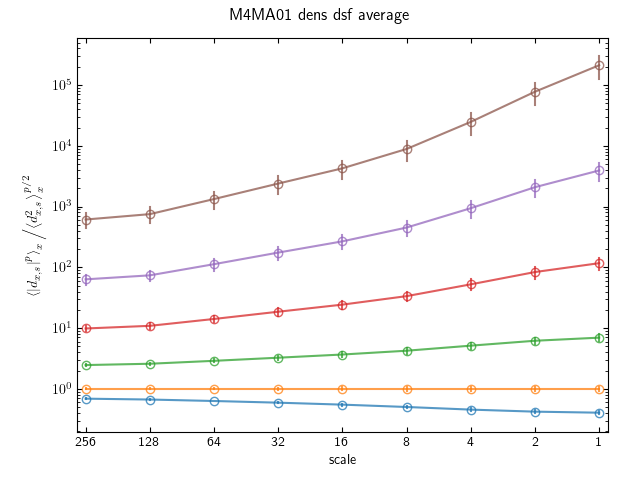 M4MA01 dens dsf average
⟨|d_{x,s}|^p⟩_x / ⟨d²_{x,s}⟩_x^{p/2}
10⁵
10⁴
10³
10²
10¹
10⁰
256 128 64 32 16 8 4 2 1
scale